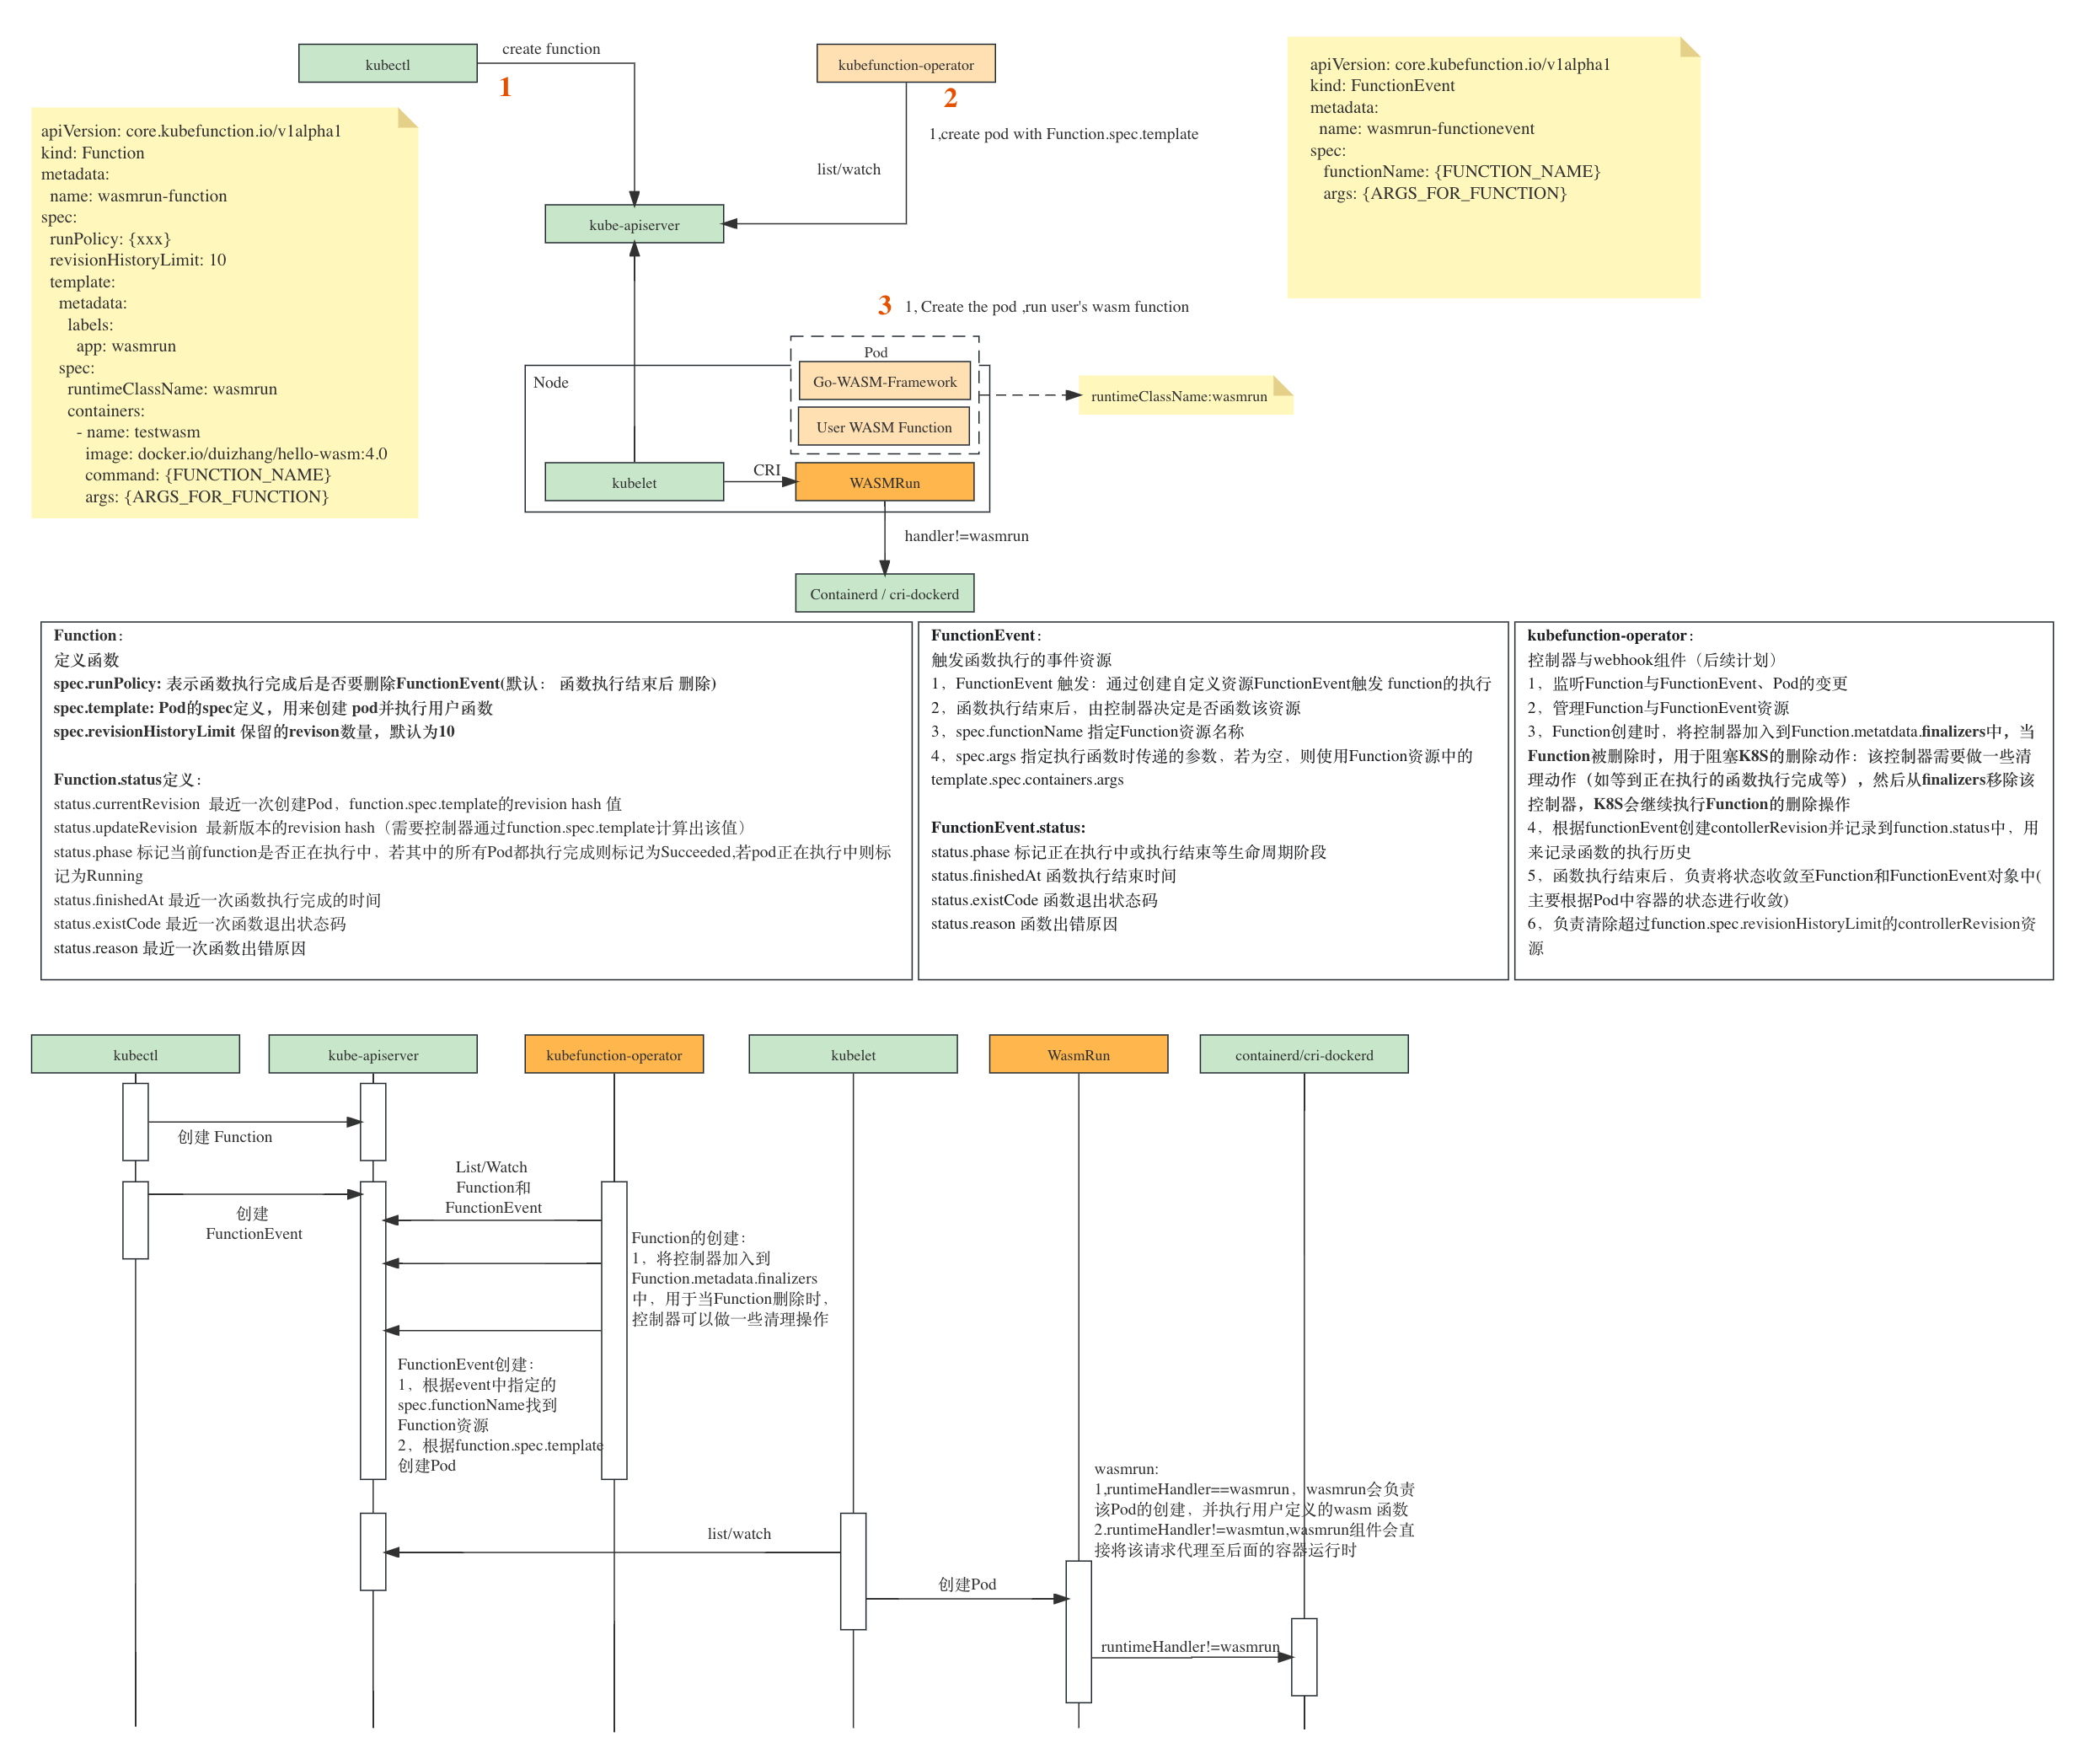 kubectl
create function
1
kubefunction-operator
2
1,create pod with Function.spec.template
list/watch
kube-apiserver
apiVersion: core.kubefunction.io/v1alpha1
kind: Function
metadata:
name: wasmrun-function
spec:
runPolicy: {xxx}
revisionHistoryLimit: 10
template:
metadata:
labels:
app: wasmrun
spec:
runtimeClassName: wasmrun
containers:
- name: testwasm
image: docker.io/duizhang/hello-wasm:4.0
command: {FUNCTION_NAME}
args: {ARGS_FOR_FUNCTION}
apiVersion: core.kubefunction.io/v1alpha1
kind: FunctionEvent
metadata:
name: wasmrun-functionevent
spec:
functionName: {FUNCTION_NAME}
args: {ARGS_FOR_FUNCTION}
3
1, Create the pod ,run user's wasm function
Pod
Node
Go-WASM-Framework
User WASM Function
runtimeClassName:wasmrun
kubelet
CRI
WASMRun
handler!=wasmrun
Containerd / cri-dockerd
Function：
定义函数
spec.runPolicy: 表示函数执行完成后是否要删除FunctionEvent(默认： 函数执行结束后 删除)
spec.template: Pod的spec定义，用来创建 pod并执行用户函数
spec.revisionHistoryLimit 保留的revison数量，默认为10
Function.status定义：
status.currentRevision 最近一次创建Pod，function.spec.template的revision hash 值
status.updateRevision 最新版本的revision hash（需要控制器通过function.spec.template计算出该值）
status.phase 标记当前function是否正在执行中，若其中的所有Pod都执行完成则标记为Succeeded,若pod正在执行中则标
记为Running
status.finishedAt 最近一次函数执行完成的时间
status.existCode 最近一次函数退出状态码
status.reason 最近一次函数出错原因
FunctionEvent：
触发函数执行的事件资源
1，FunctionEvent 触发：通过创建自定义资源FunctionEvent触发 function的执行
2，函数执行结束后，由控制器决定是否函数该资源
3，spec.functionName 指定Function资源名称
4，spec.args 指定执行函数时传递的参数，若为空，则使用Function资源中的
template.spec.containers.args
FunctionEvent.status:
status.phase 标记正在执行中或执行结束等生命周期阶段
status.finishedAt 函数执行结束时间
status.existCode 函数退出状态码
status.reason 函数出错原因
kubefunction-operator：
控制器与webhook组件（后续计划）
1，监听Function与FunctionEvent、Pod的变更
2，管理Function与FunctionEvent资源
3，Function创建时，将控制器加入到Function.metatdata.finalizers中，当
Function被删除时，用于阻塞K8S的删除动作：该控制器需要做一些清
理动作（如等到正在执行的函数执行完成等），然后从finalizers移除该
控制器，K8S会继续执行Function的删除操作
4，根据functionEvent创建contollerRevision并记录到function.status中，用
来记录函数的执行历史
5，函数执行结束后，负责将状态收敛至Function和FunctionEvent对象中(
主要根据Pod中容器的状态进行收敛)
6，负责清除超过function.spec.revisionHistoryLimit的controllerRevision资
源
kubectl
kube-apiserver
kubefunction-operator
kubelet
WasmRun
containerd/cri-dockerd
创建 Function
List/Watch
Function和
FunctionEvent
创建
FunctionEvent
Function的创建：
1，将控制器加入到
Function.metadata.finalizers
中，用于当Function删除时，
控制器可以做一些清理操作
FunctionEvent创建：
1，根据event中指定的
spec.functionName找到
Function资源
2，根据function.spec.template
创建Pod
wasmrun:
1,runtimeHandler==wasmrun，wasmrun会负责
该Pod的创建，并执行用户定义的wasm 函数
2.runtimeHandler!=wasmtun,wasmrun组件会直
接将该请求代理至后面的容器运行时
list/watch
创建Pod
runtimeHandler!=wasmrun